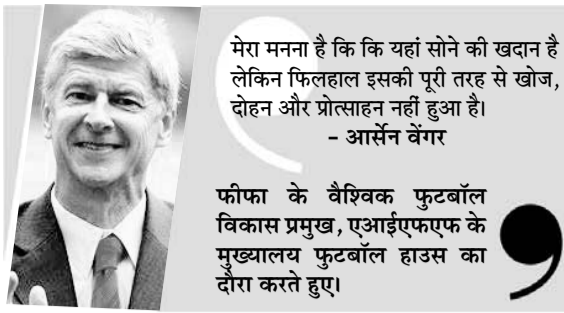 मेरा मनना है कि कि यहां सोने की खदान है
लेकिन फिलहाल इसकी पूरी तरह से खोज,
दोहन और प्रोत्साहन नहीं हुआ है।
- आर्सेन वेंगर
फीफा के वैश्विक फुटबॉल
विकास प्रमुख, एआईएफएफ के
मुख्यालय फुटबॉल हाउस का
दौरा करते हुए।